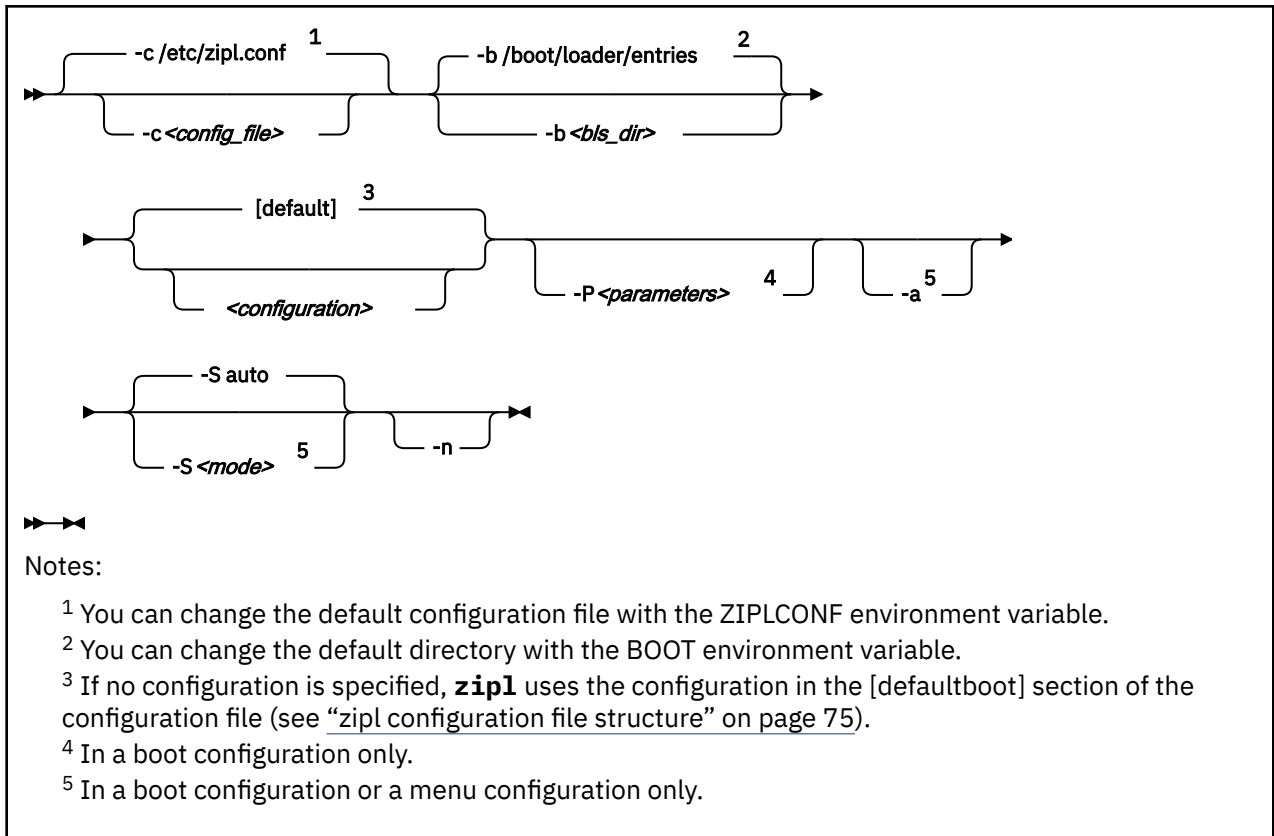 -c /etc/zipl.conf 1 -b /boot/loader/entries 2
-c <config_file> -b <bls_dir>
[default] 3
<configuration> -P <parameters> 4 -a 5
-S auto
-S <mode> 5 -n
Notes:
1 You can change the default configuration file with the ZIPLCONF environment variable.
2 You can change the default directory with the BOOT environment variable.
3 If no configuration is specified, zipl uses the configuration in the [defaultboot] section of the
configuration file (see “zipl configuration file structure” on page 75).
4 In a boot configuration only.
5 In a boot configuration or a menu configuration only.